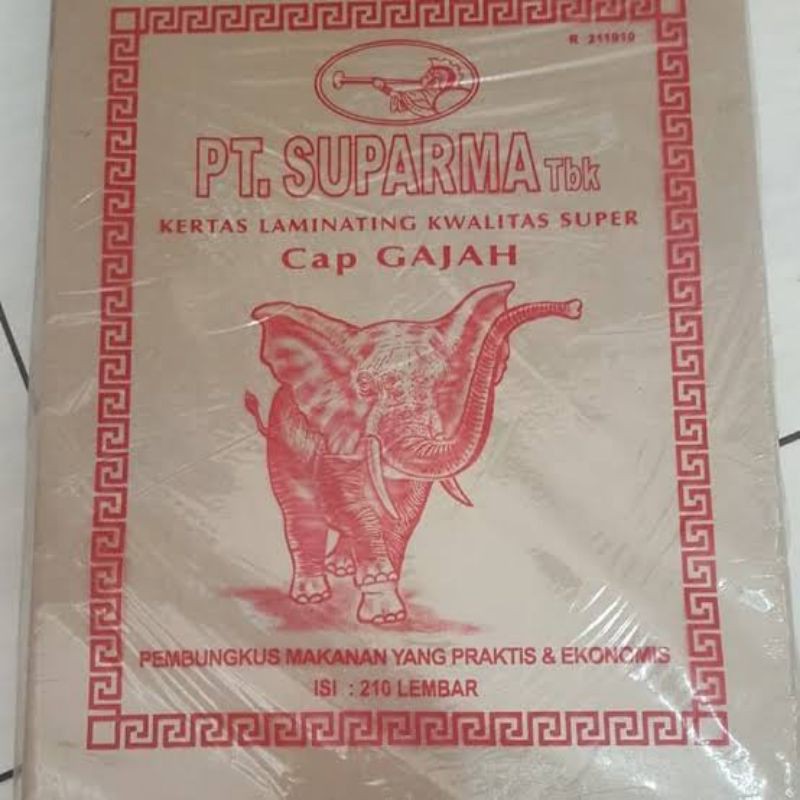 R 211910
PT. SUPARMA Tbk
KERTAS LAMINATING KWALITAS SUPER
Cap GAJAH
PEMBUNGKUS MAKANAN YANG PRAKTIS & EKONOMIS
ISI : 210 LEMBAR